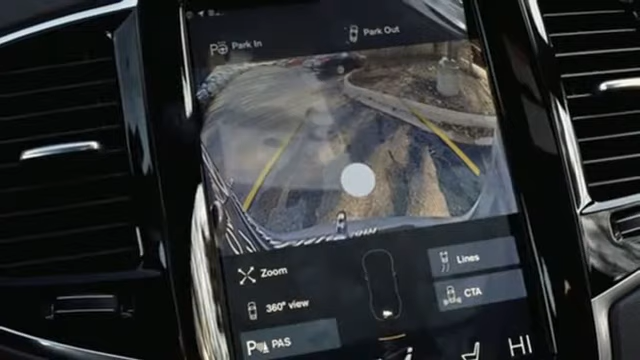 Park In
Park Out
Zoom
Lines
360° view
CTA
PAS
HI